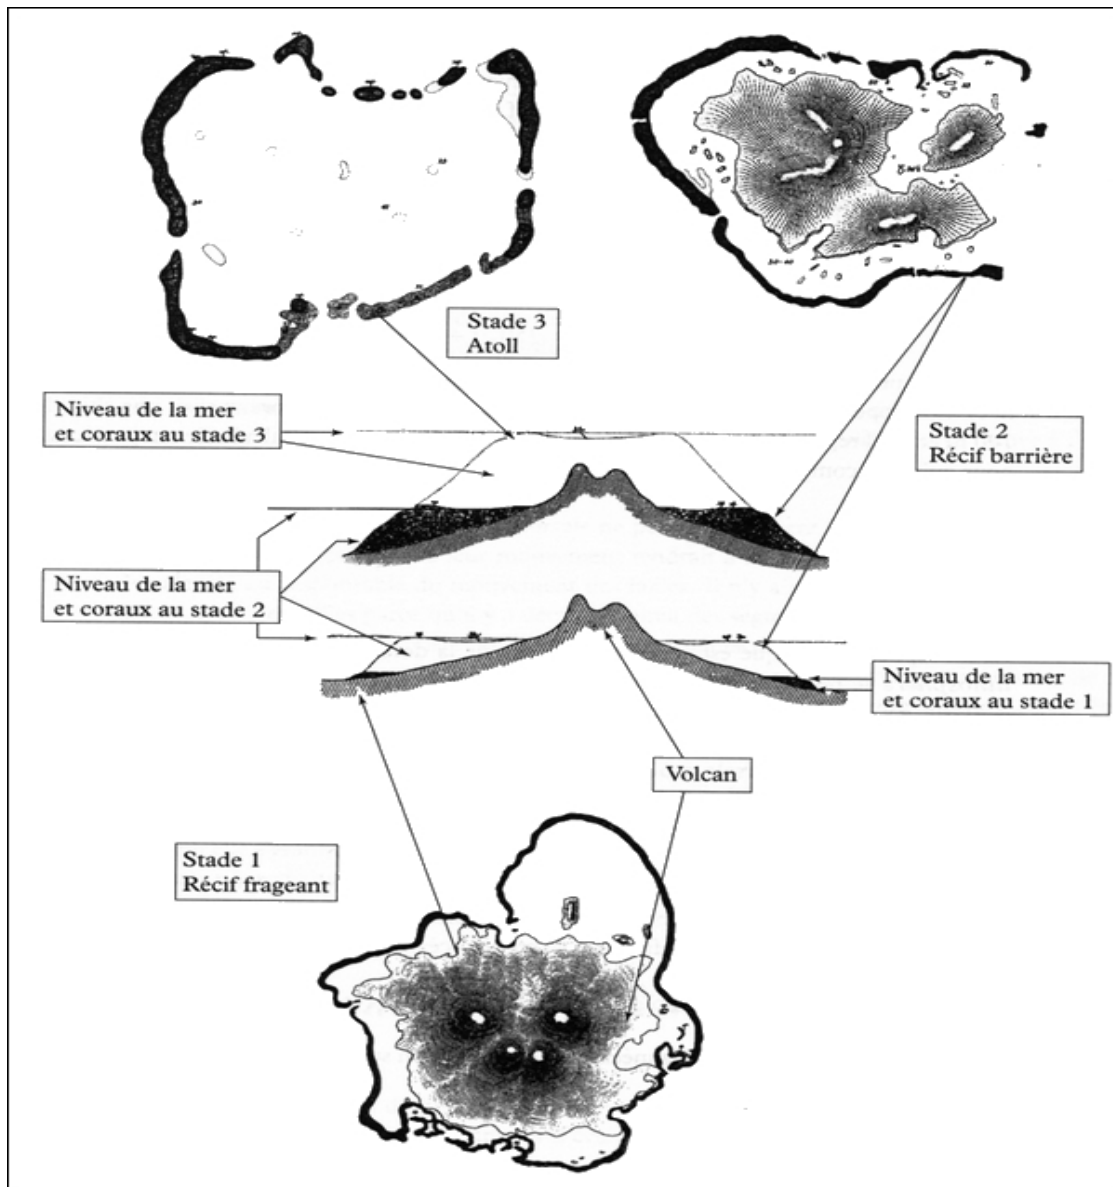 Stade 3
Atoll
Niveau de la mer
et coraux au stade 3
Stade 2
Récif barrière
Niveau de la mer
et coraux au stade 2
Niveau de la mer
et coraux au stade 1
Volcan
Stade 1
Récif frageant